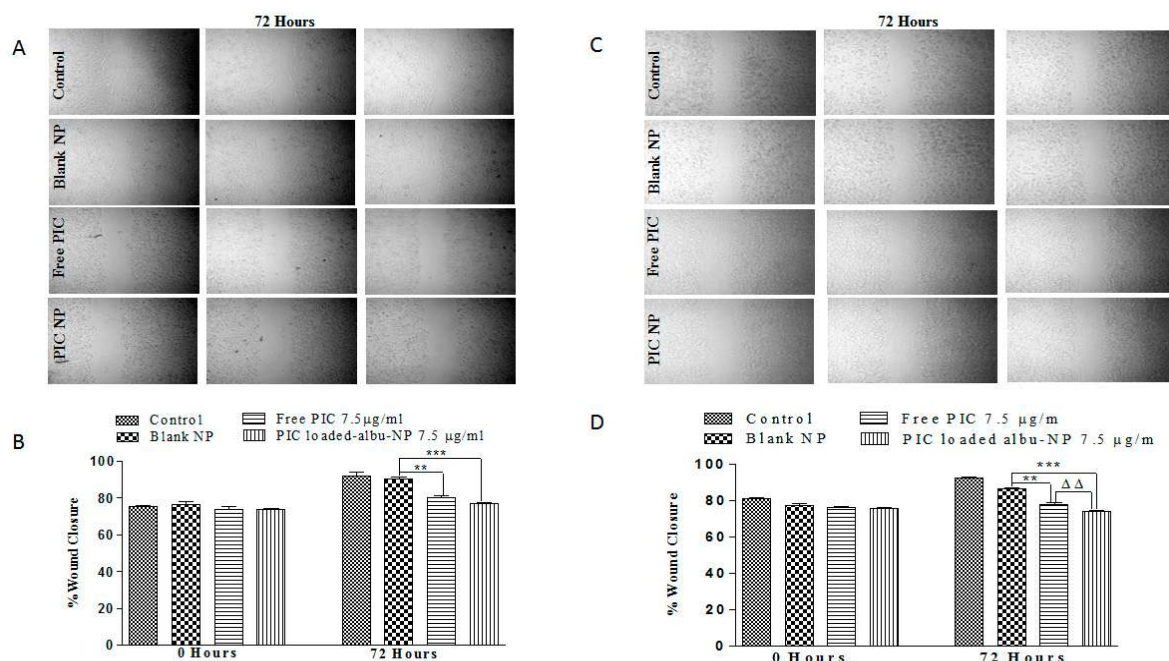 A
72 Hours
Control
Blank NP
Free PIC
PIC NP
B
Control
Free PIC 7.5µg/ml
Blank NP
PIC loaded-albu-NP 7.5 µg/ml
% Wound Closure
100
80
60
40
20
0
**
***
0 Hours
72 Hours
C
72 Hours
Control
Blank NP
Free PIC
PIC NP
D
Control
Free PIC 7.5 µg/m
Blank NP
PIC loaded albu-NP 7.5 µg/m
% Wound Closure
100
80
60
40
20
0
***
**
Δ Δ
0 Hours
72 Hours